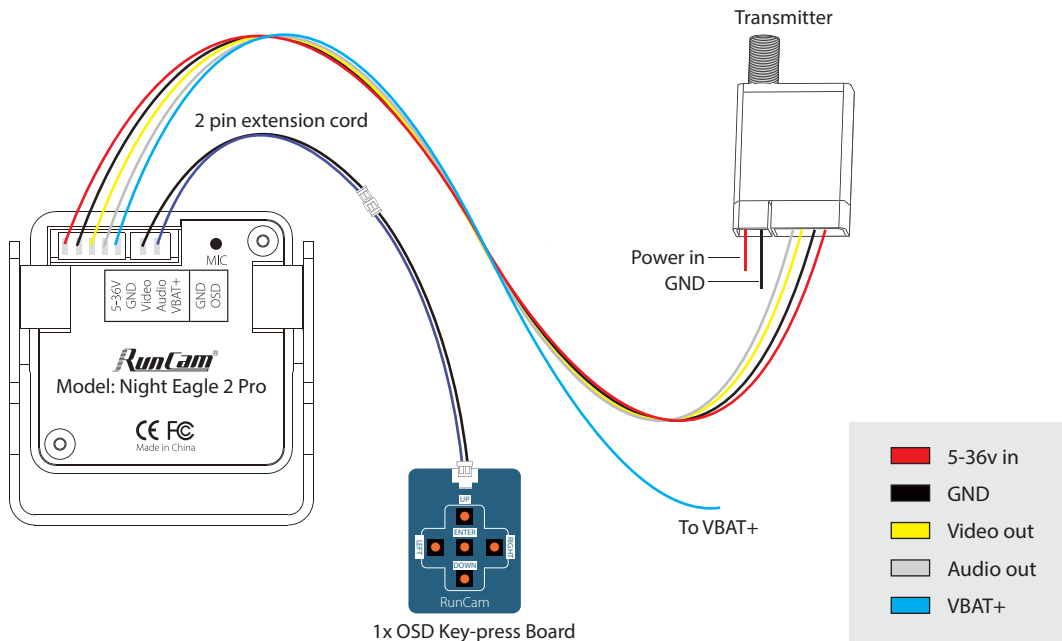 Transmitter
2 pin extension cord
MIC
5-36V
GND
Video
Audio
VBAT+
GND
OSD
RunCam®
Model: Night Eagle 2 Pro
CE FC
Made in China
Power in
GND
To VBAT+
UP
LEFT
ENTER
RIGHT
DOWN
RunCam
1x OSD Key-press Board
5-36v in
GND
Video out
Audio out
VBAT+